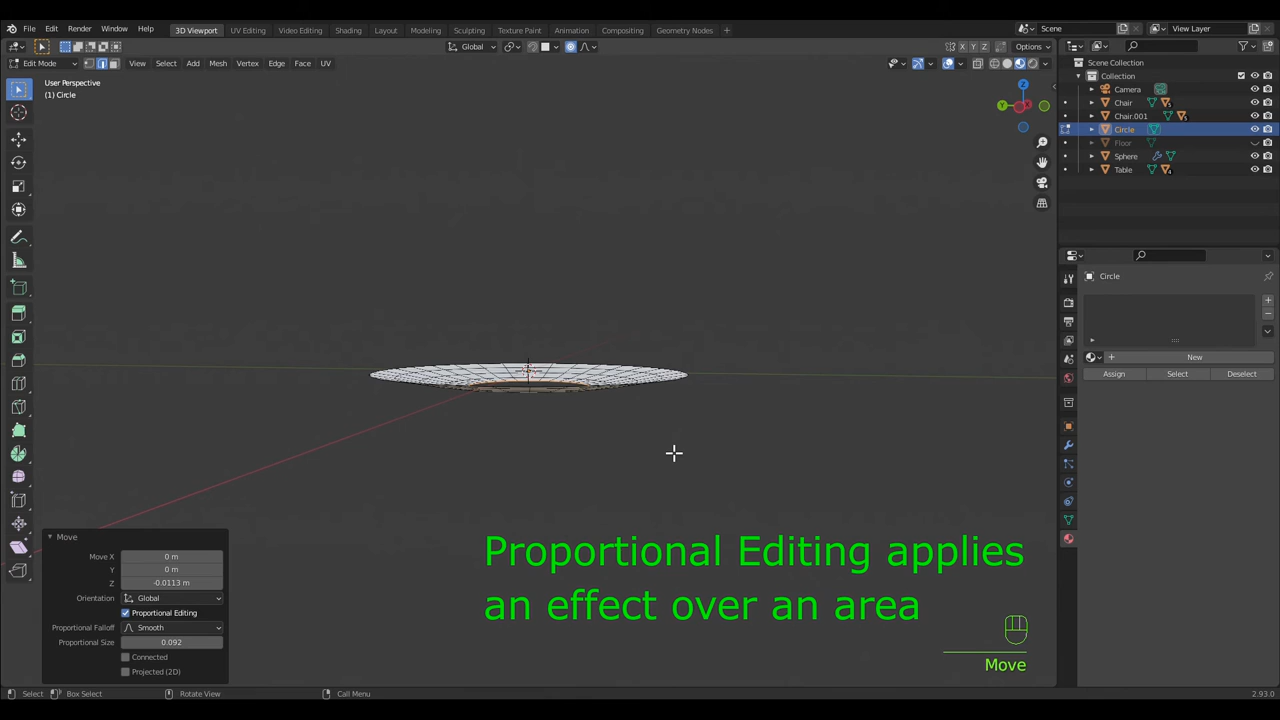 File Edit Render Window Help
3D Viewport UV Editing Video Editing Shading Layout Modeling Sculpting Texture Paint Animation Compositing Geometry Nodes
Scene
View Layer
Global
X Y Z
Options
Edit Mode
View Select Add Mesh Vertex Edge Face UV
User Perspective
(1) Circle
Z
Y
X
Scene Collection
Collection
Camera
Chair
Chair.001
Circle
Floor
Sphere
Table
Circle
New
Assign Select Deselect
Move
Move X 0 m
Y 0 m
Z -0.0113 m
Orientation Global
Proportional Editing
Proportional Falloff Smooth
Proportional Size 0.092
Connected
Projected (2D)
Proportional Editing applies
an effect over an area
Move
Select Box Select Rotate View Call Menu
2.93.0